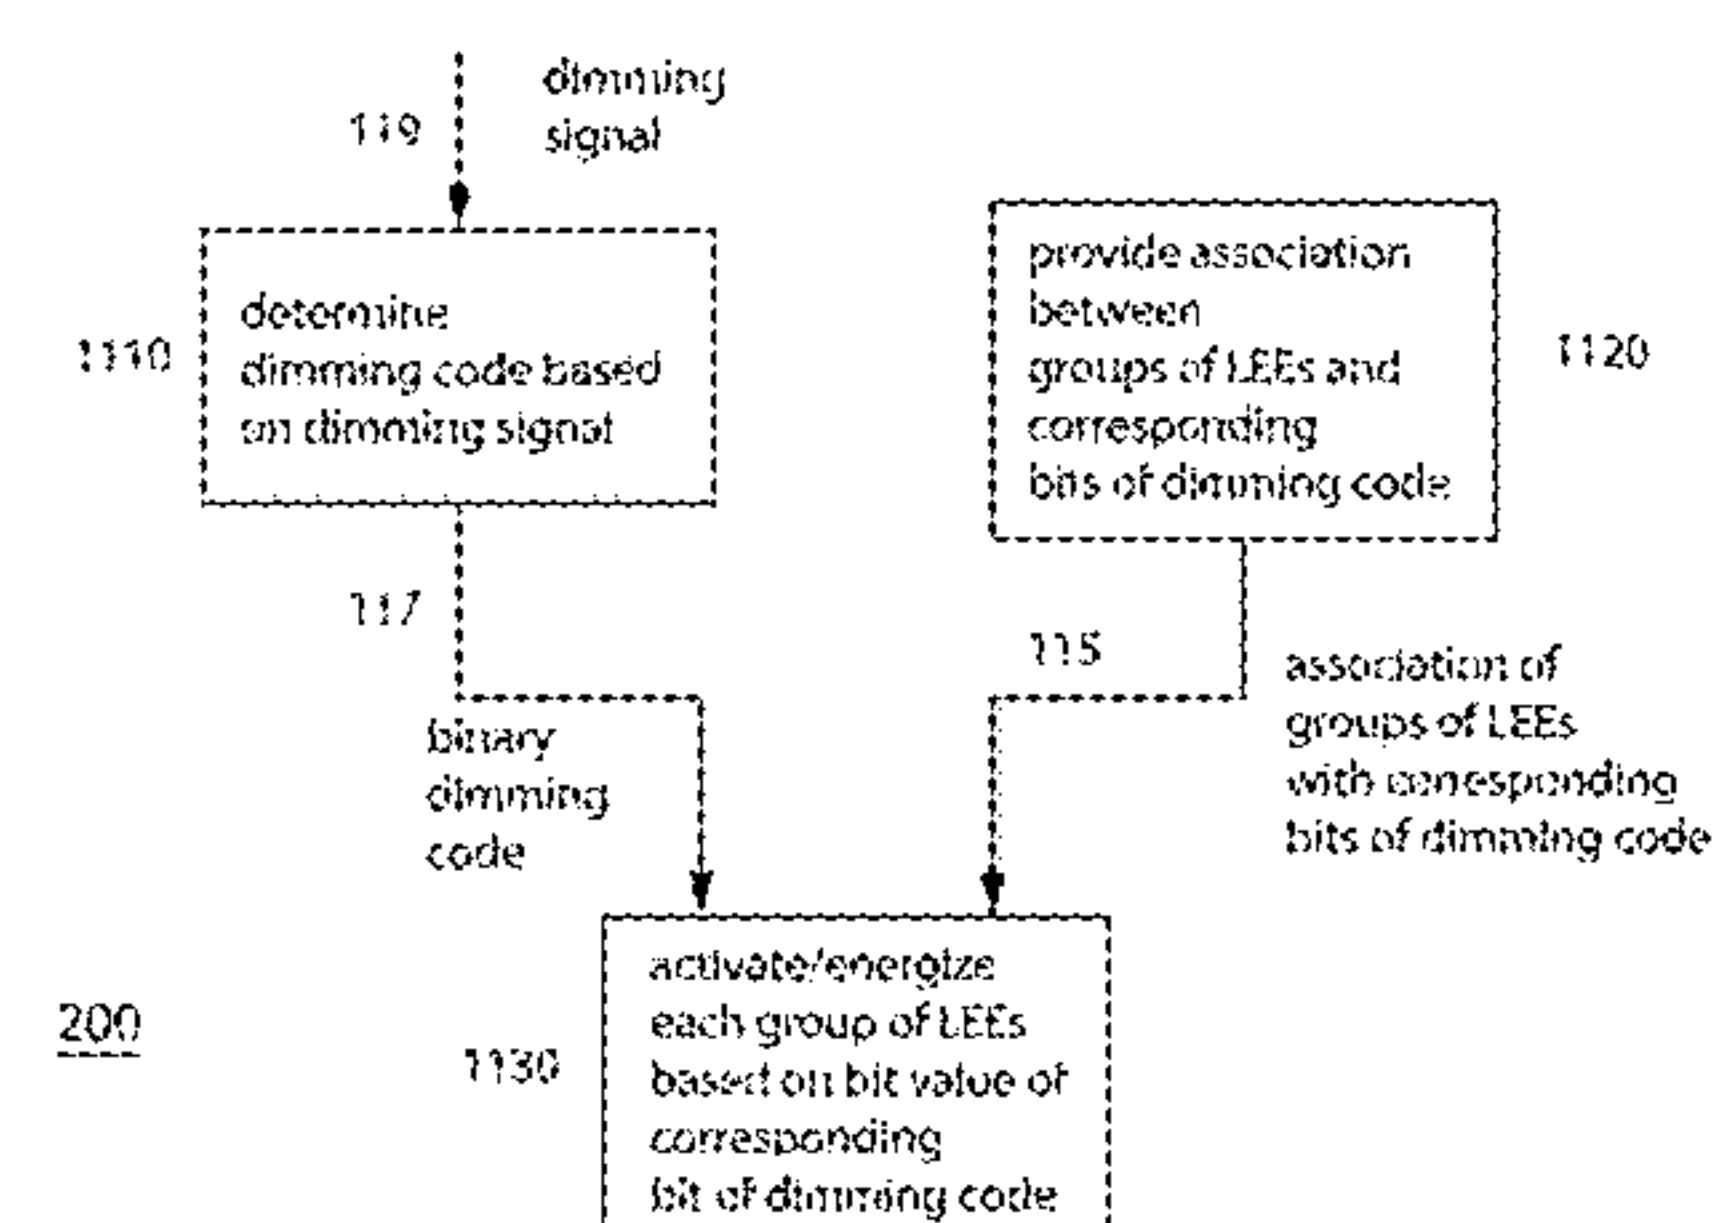 dimming
signal
119
determine
dimming code based
on dimming signal
1110
provide association
between
groups of LEEs and
corresponding
bits of dimming code
1120
117
binary
dimming
code
115
association of
groups of LEEs
with corresponding
bits of dimming code
200
1130
activate/energize
each group of LEEs
based on bit value of
corresponding
bit of dimming code